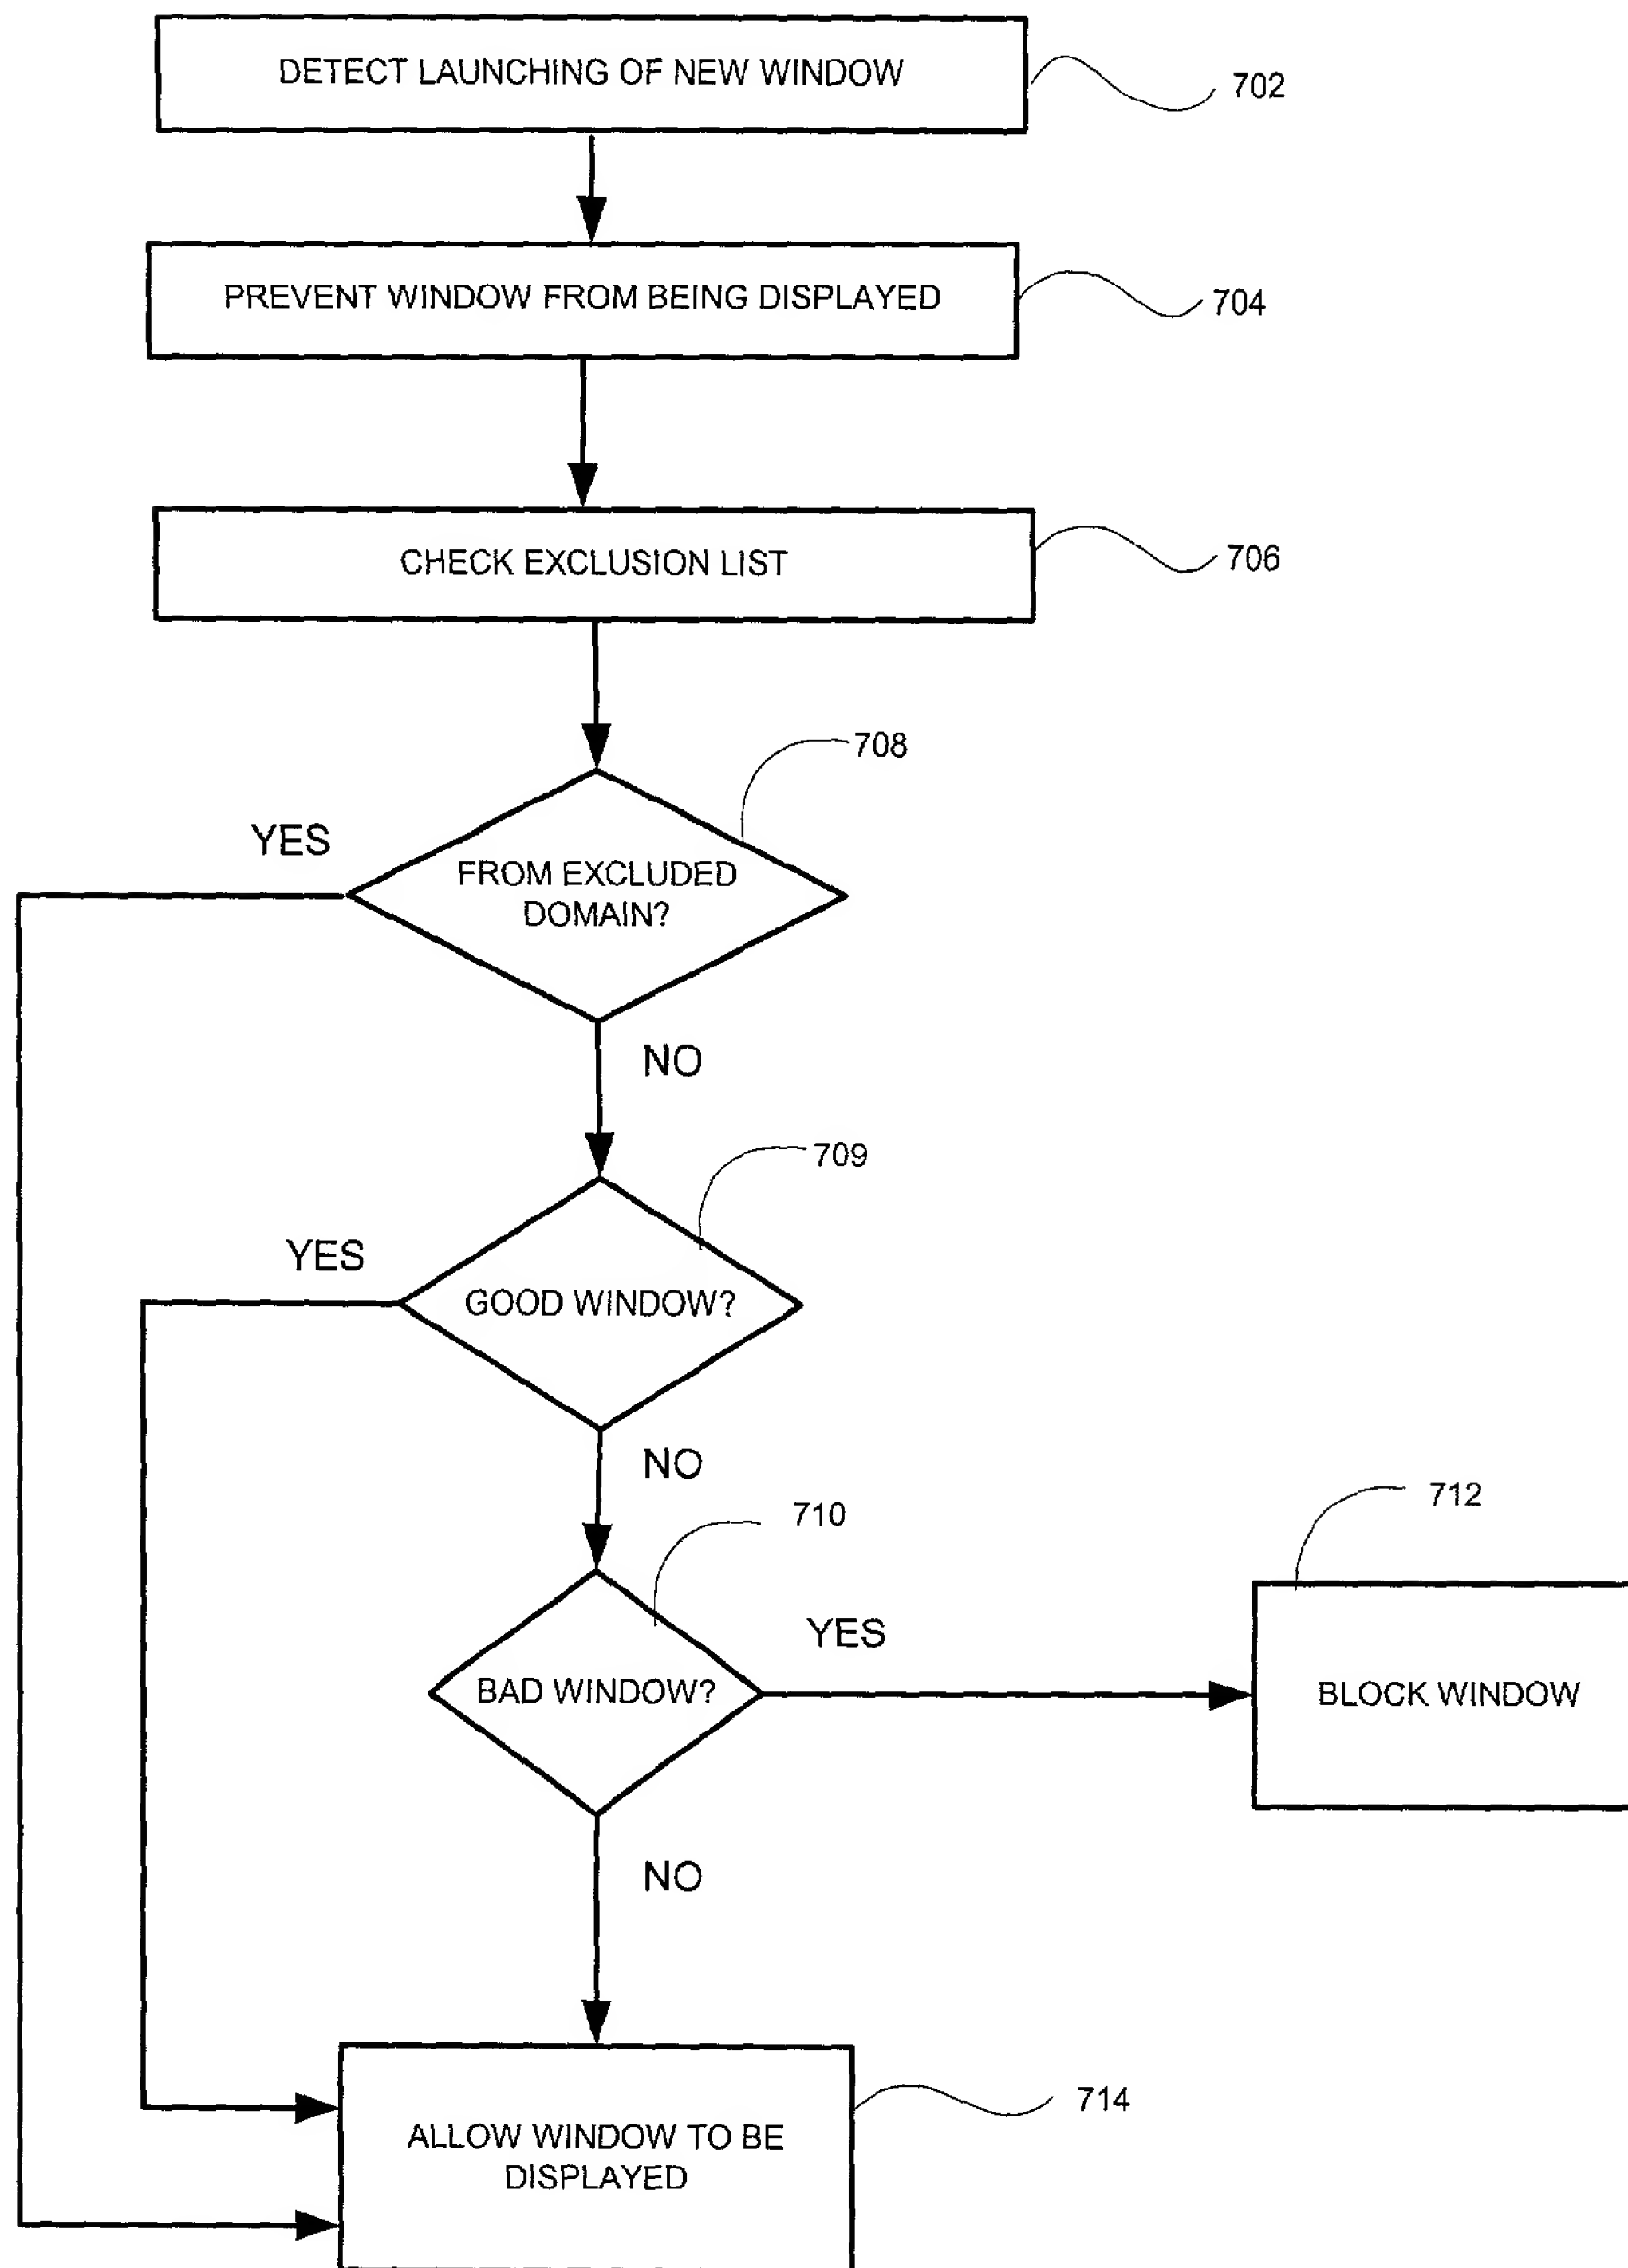 DETECT LAUNCHING OF NEW WINDOW
702
PREVENT WINDOW FROM BEING DISPLAYED
704
CHECK EXCLUSION LIST
706
708
YES
FROM EXCLUDED
DOMAIN?
NO
709
YES
GOOD WINDOW?
NO
710
712
YES
BAD WINDOW?
BLOCK WINDOW
NO
714
ALLOW WINDOW TO BE
DISPLAYED